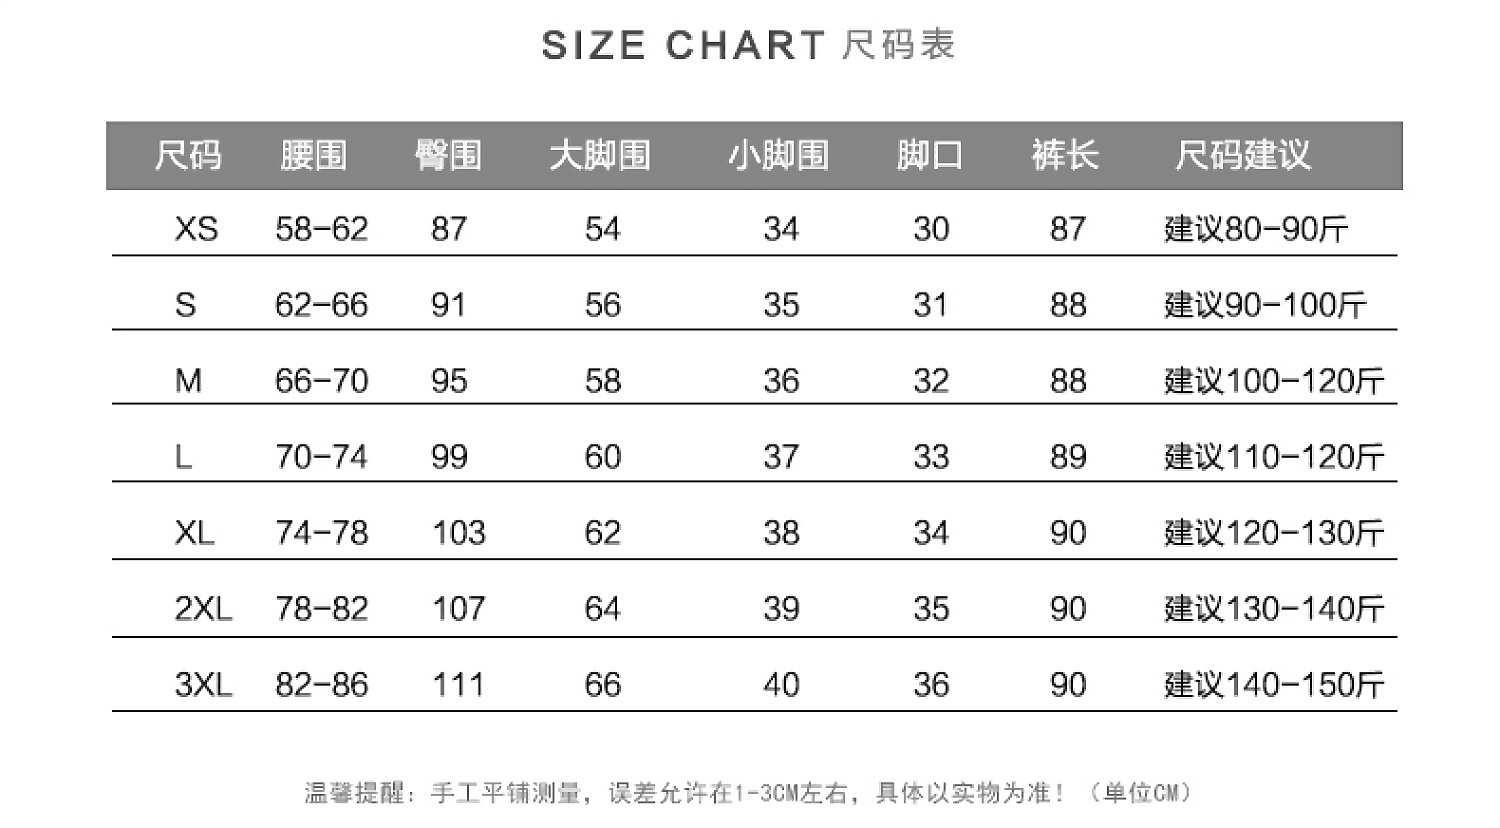 SIZE CHART 尺码表
尺码 腰围 臀围 大脚围 小脚围 脚口 裤长 尺码建议
XS 58-62 87 54 34 30 87 建议80-90斤
S 62-66 91 56 35 31 88 建议90-100斤
M 66-70 95 58 36 32 88 建议100-120斤
L 70-74 99 60 37 33 89 建议110-120斤
XL 74-78 103 62 38 34 90 建议120-130斤
2XL 78-82 107 64 39 35 90 建议130-140斤
3XL 82-86 111 66 40 36 90 建议140-150斤
温馨提醒：手工平铺测量，误差允许在1-3CM左右，具体以实物为准！（单位CM）